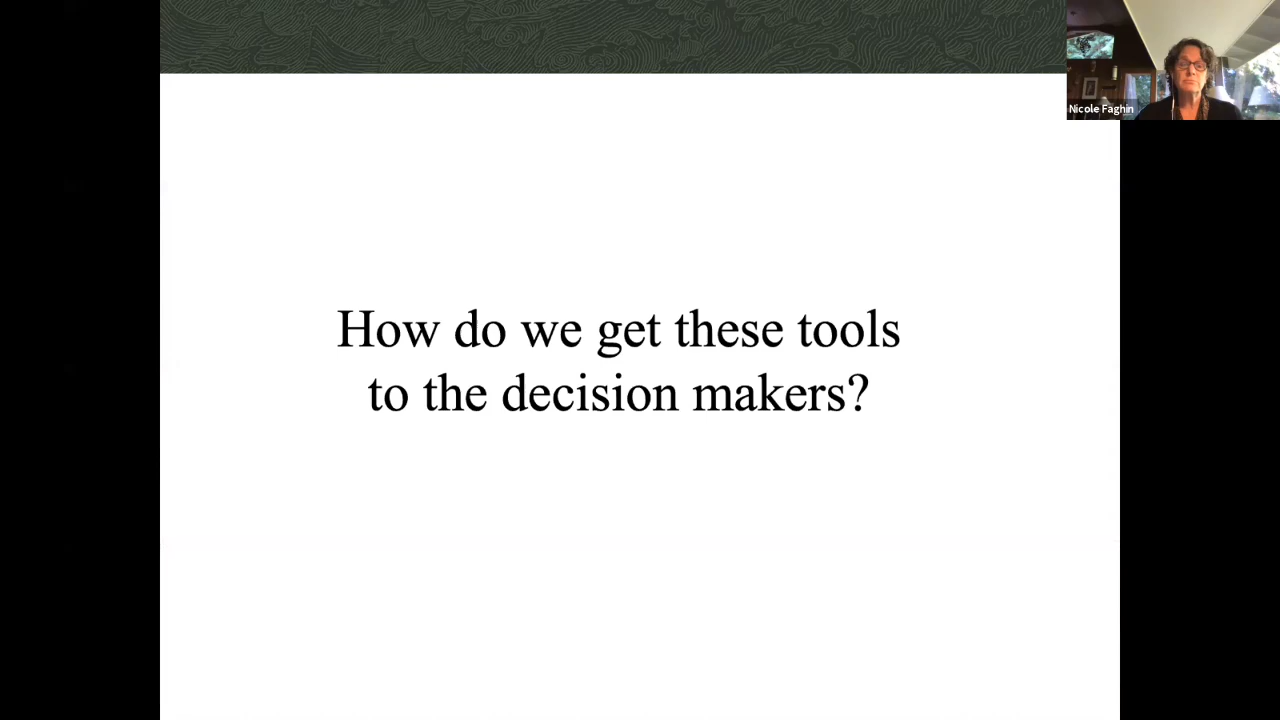 Nicole Faghin
How do we get these tools
to the decision makers?